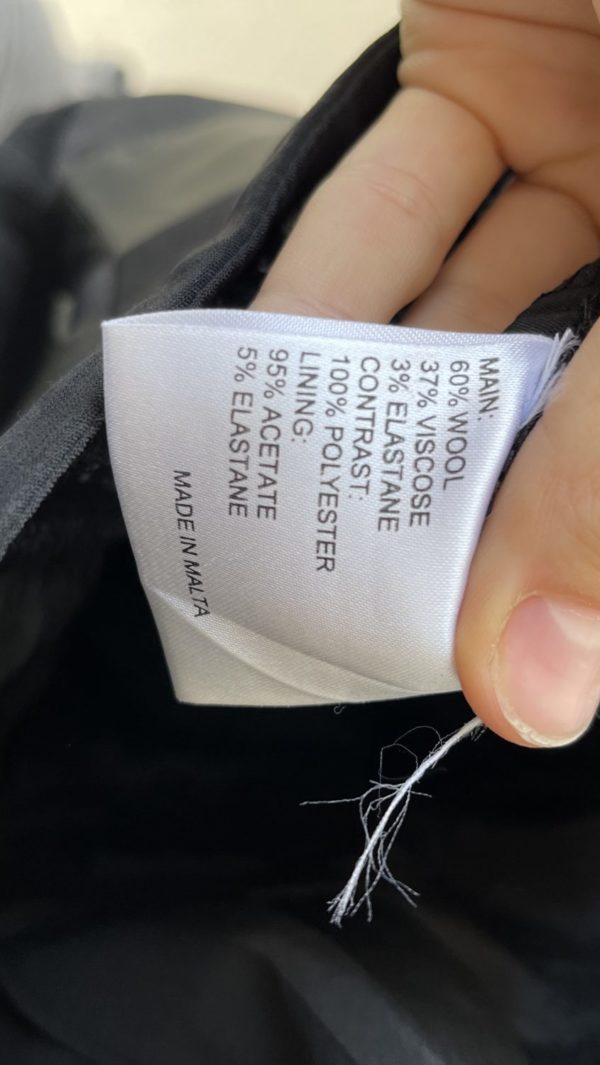 MAIN:
60% WOOL
37% VISCOSE
3% ELASTANE
CONTRAST:
100% POLYESTER
LINING:
95% ACETATE
5% ELASTANE
MADE IN MALTA